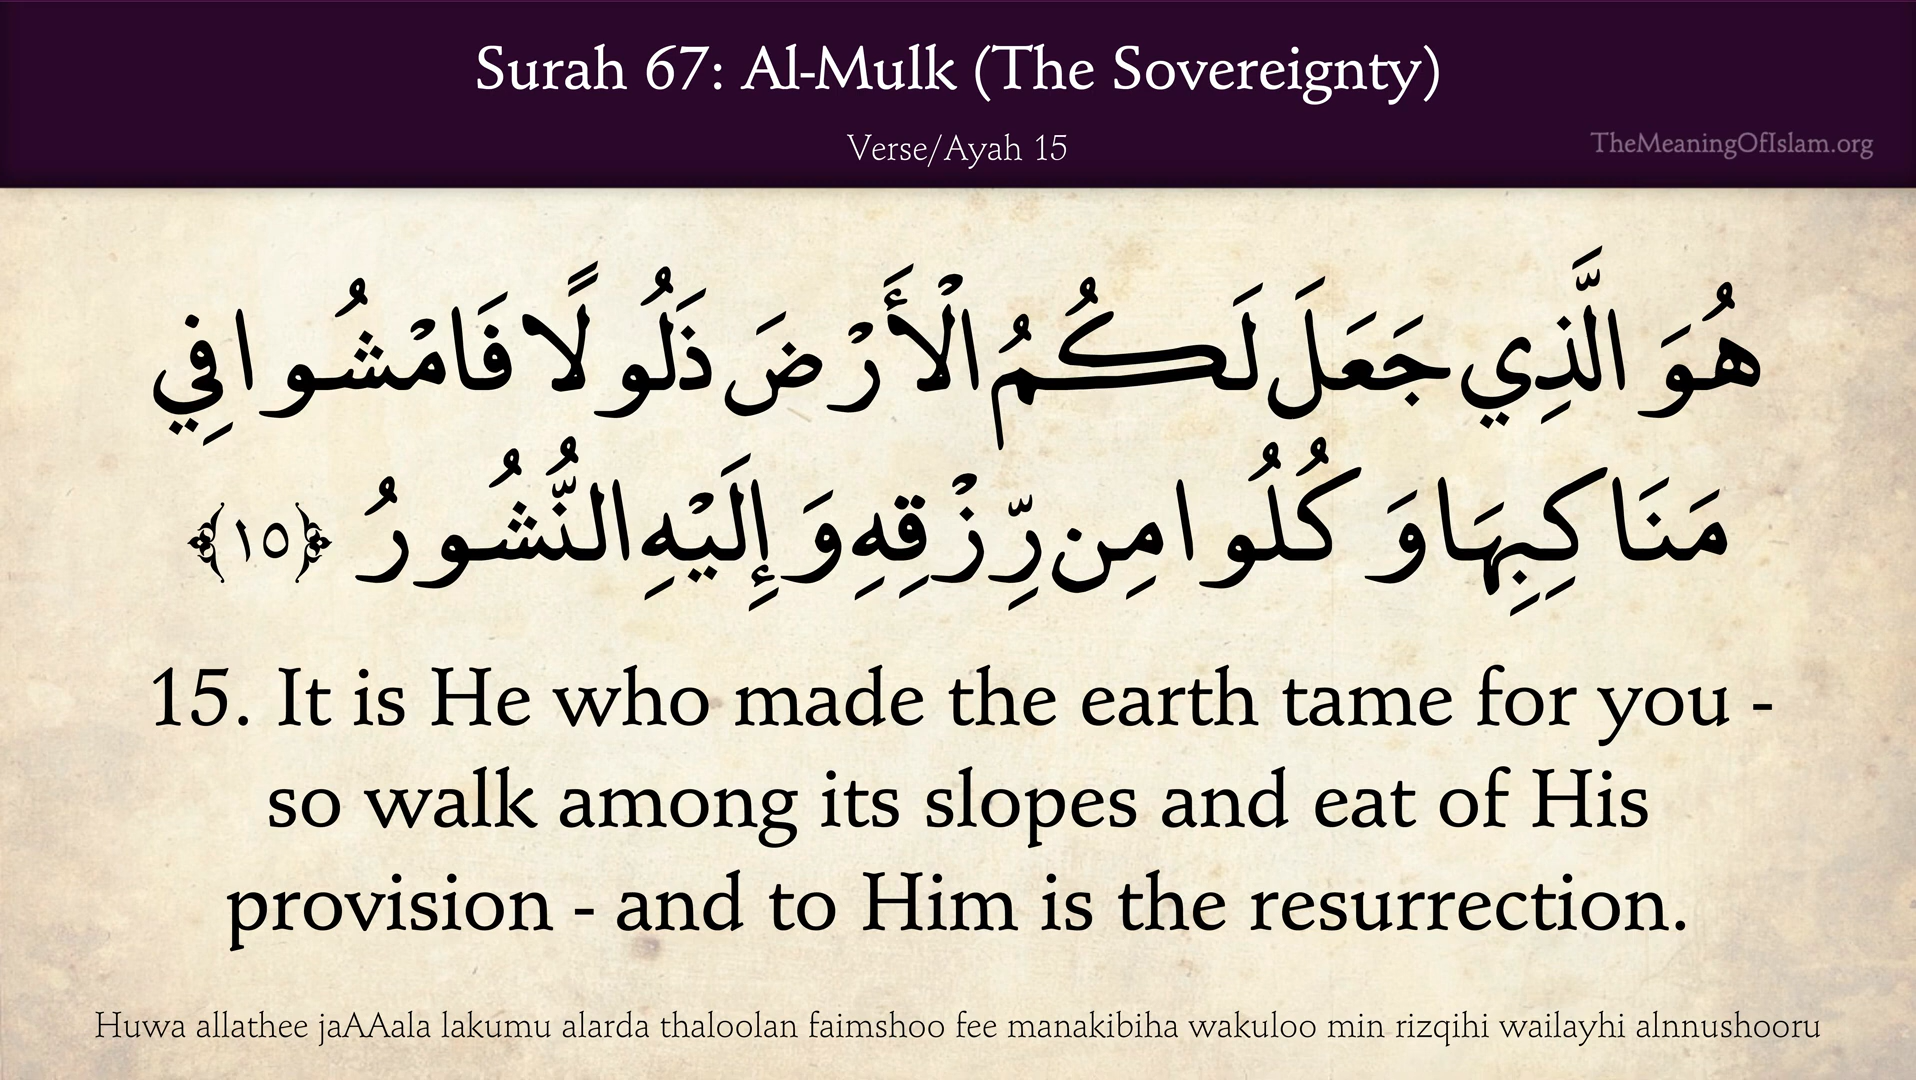 Surah 67: Al-Mulk (The Sovereignty)
Verse/Ayah 15
TheMeaningOfIslam.org
هُوَ الَّذِي جَعَلَ لَكُمُ الْأَرْضَ ذَلُولًا فَامْشُوا فِي
مَنَاكِبِهَا وَكُلُوا مِن رِّزْقِهِ وَإِلَيْهِ النُّشُورُ ﴿١٥﴾
15. It is He who made the earth tame for you -
so walk among its slopes and eat of His
provision - and to Him is the resurrection.
Huwa allathee jaAAala lakumu alarda thaloolan faimshoo fee manakibiha wakuloo min rizqihi wailayhi alnnushooru